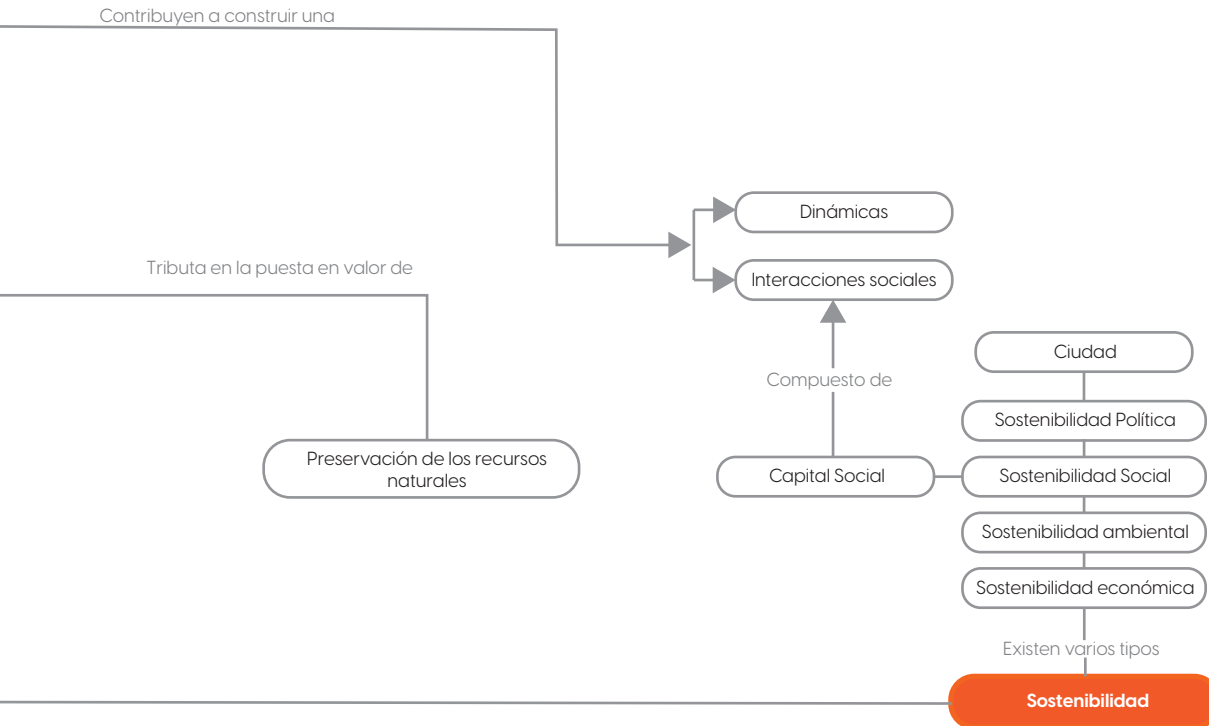 Contribuyen a construir una
Dinámicas
Tributa en la puesta en valor de
Interacciones sociales
Ciudad
Compuesto de
Sostenibilidad Política
Preservación de los recursos
naturales
Capital Social
Sostenibilidad Social
Sostenibilidad ambiental
Sostenibilidad económica
Existen varios tipos
Sostenibilidad